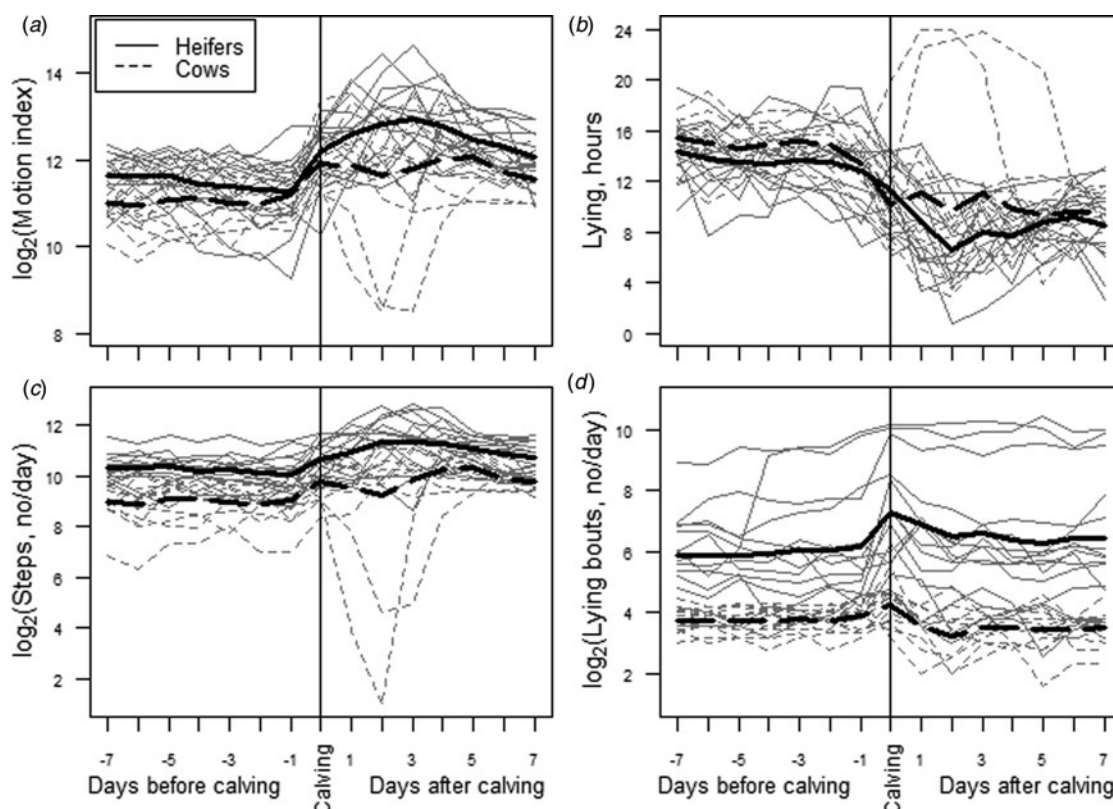 (a)
Heifers
Cows
14
12
10
8
log2(Motion index)
(b)
24
20
16
12
8
4
0
Lying, hours
(c)
12
10
8
6
4
2
log2(Steps, no/day)
-7 -5 -3 -1 1 3 5 7
Days before calving
Calving
Days after calving
(d)
10
8
6
4
2
log2(Lying bouts, no/day)
-7 -5 -3 -1 1 3 5 7
Days before calving
Calving
Days after calving